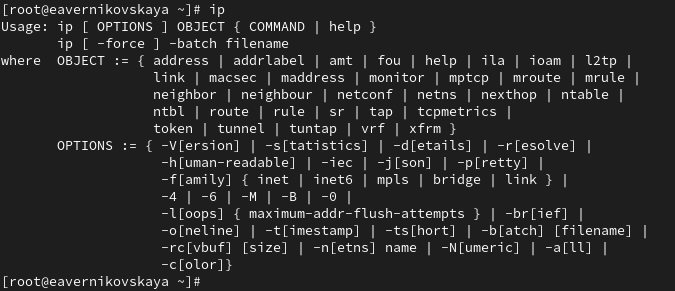 [root@eavernikovskaya ~]# ip
Usage: ip [ OPTIONS ] OBJECT { COMMAND | help }
       ip [ -force ] -batch filename
where  OBJECT := { address | addrlabel | amt | fou | help | ila | ioam | l2tp |
                   link | macsec | maddress | monitor | mptcp | mroute | mrule |
                   neighbor | neighbour | netconf | netns | nexthop | ntable |
                   ntbl | route | rule | sr | tap | tcpmetrics |
                   token | tunnel | tuntap | vrf | xfrm }
       OPTIONS := { -V[ersion] | -s[tatistics] | -d[etails] | -r[esolve] |
                    -h[uman-readable] | -iec | -j[son] | -p[retty] |
                    -f[amily] { inet | inet6 | mpls | bridge | link } |
                    -4 | -6 | -M | -B | -0 |
                    -l[oops] { maximum-addr-flush-attempts } | -br[ief] |
                    -o[neline] | -t[imestamp] | -ts[hort] | -b[atch] [filename] |
                    -rc[vbuf] [size] | -n[etns] name | -N[umeric] | -a[ll] |
                    -c[olor]}
[root@eavernikovskaya ~]#